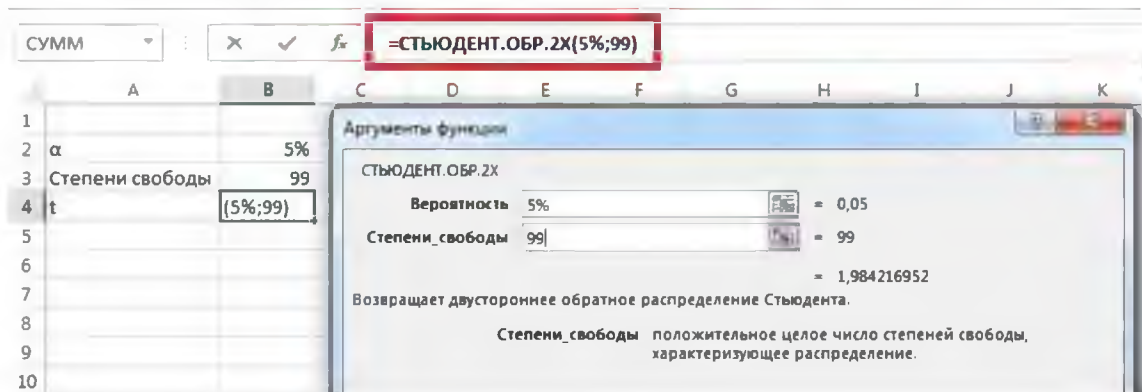 СУММ
fx
=СТЬЮДЕНТ.ОБР.2X(5%;99)
A B C D E F G H I J K
1
2 α 5%
3 Степени свободы 99
4 t (5%;99)
5
6
7
8
9
10
Аргументы функции
СТЬЮДЕНТ.ОБР.2X
Вероятность 5% = 0,05
Степени_свободы 99 = 99
= 1,984216952
Возвращает двустороннее обратное распределение Стьюдента.
Степени_свободы положительное целое число степеней свободы,
характеризующее распределение.